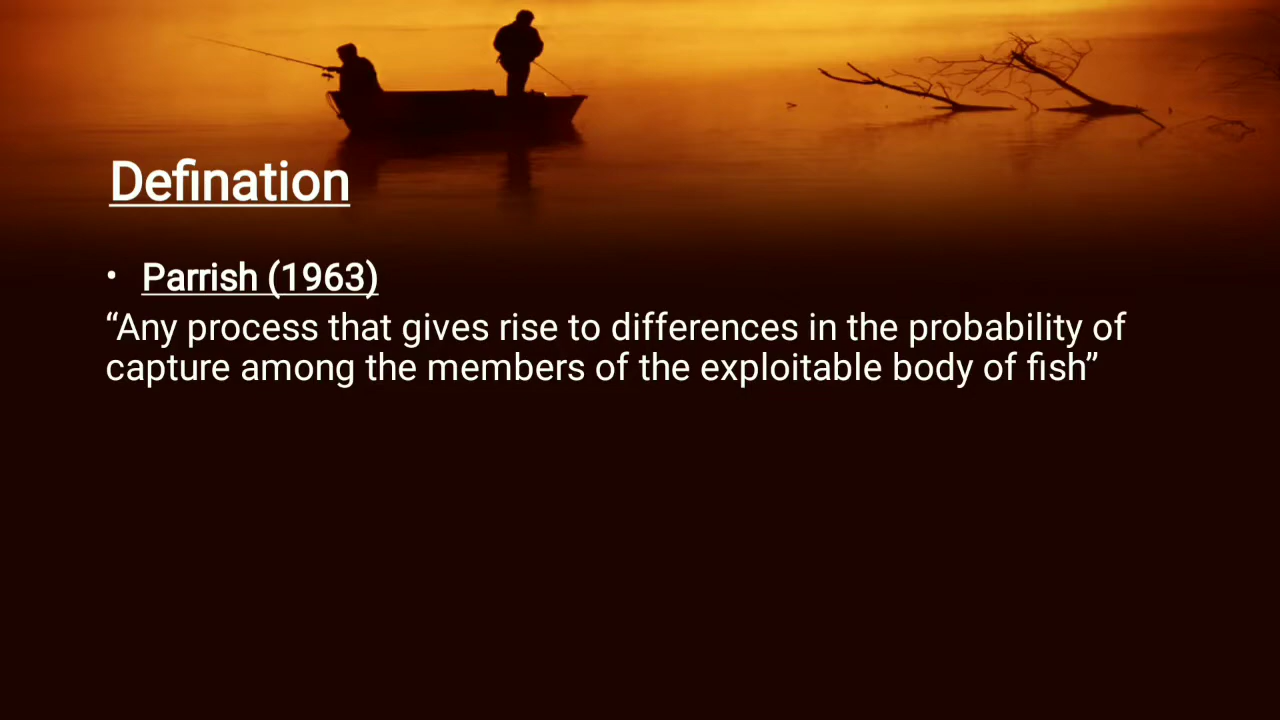 Defination
• Parrish (1963)
“Any process that gives rise to differences in the probability of
capture among the members of the exploitable body of fish”